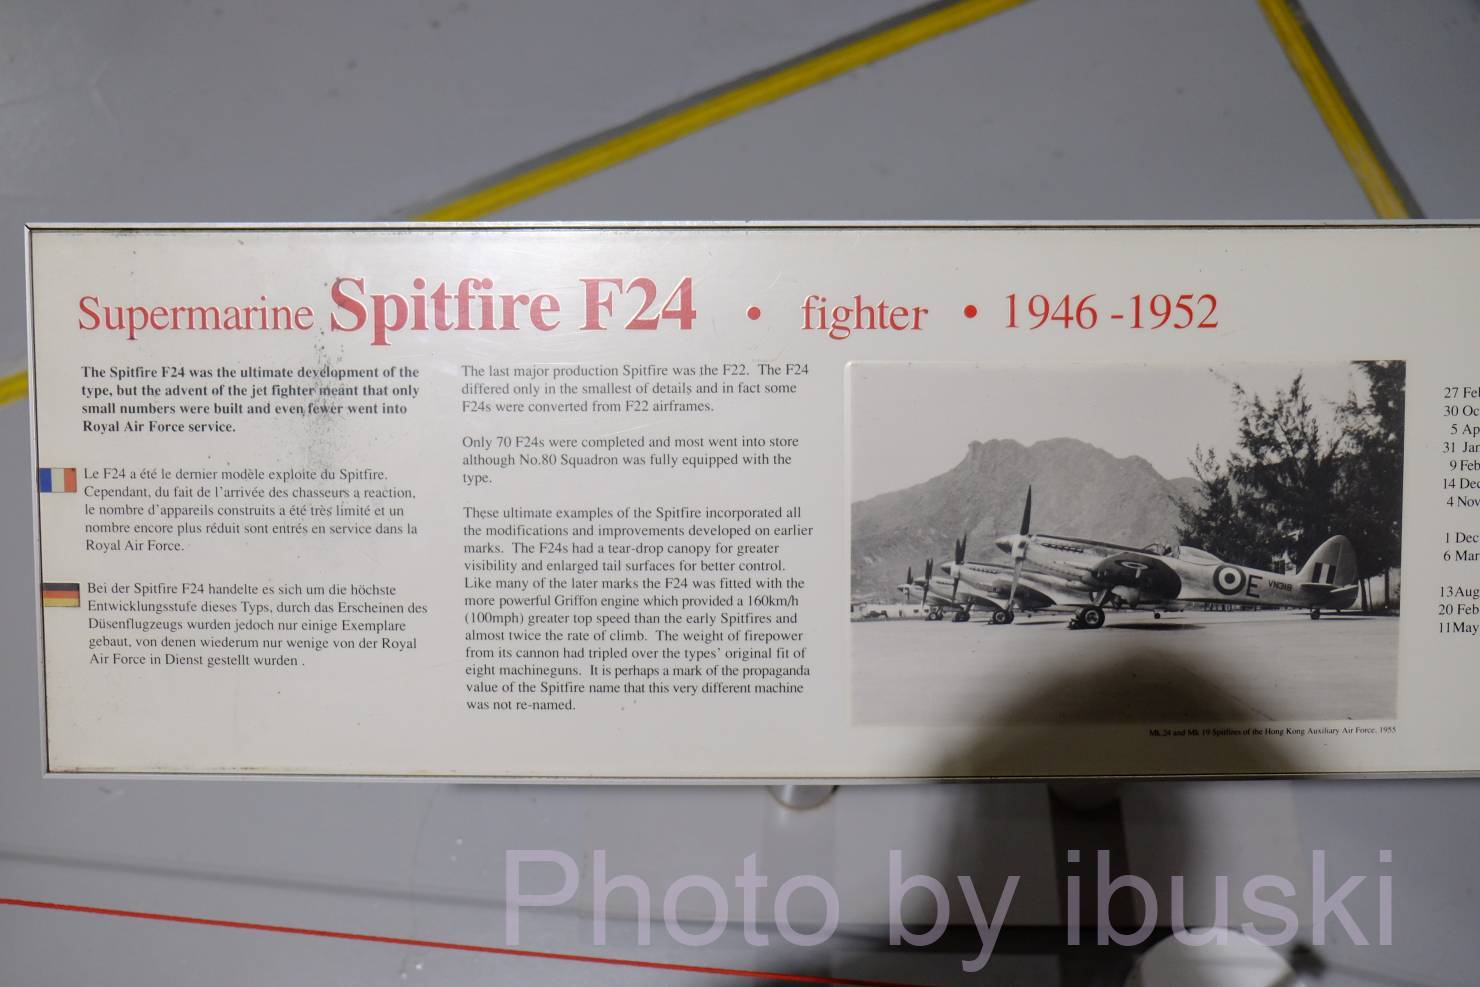 Supermarine Spitfire F24 • fighter • 1946 -1952
The Spitfire F24 was the ultimate development of the
type, but the advent of the jet fighter meant that only
small numbers were built and even fewer went into
Royal Air Force service.
Le F24 a été le dernier modèle exploite du Spitfire.
Cependant, du fait de l'arrivée des chasseurs a reaction,
le nombre d'appareils construits a été très limité et un
nombre encore plus réduit sont entrés en service dans la
Royal Air Force.
Bei der Spitfire F24 handelte es sich um die höchste
Entwicklungsstufe dieses Typs, durch das Erscheinen des
Düsenflugzeugs wurden jedoch nur einige Exemplare
gebaut, von denen wiederum nur wenige von der Royal
Air Force in Dienst gestellt wurden .
The last major production Spitfire was the F22. The F24
differed only in the smallest of details and in fact some
F24s were converted from F22 airframes.
Only 70 F24s were completed and most went into store
although No.80 Squadron was fully equipped with the
type.
These ultimate examples of the Spitfire incorporated all
the modifications and improvements developed on earlier
marks. The F24s had a tear-drop canopy for greater
visibility and enlarged tail surfaces for better control.
Like many of the later marks the F24 was fitted with the
more powerful Griffon engine which provided a 160km/h
(100mph) greater top speed than the early Spitfires and
almost twice the rate of climb. The weight of firepower
from its cannon had tripled over the types' original fit of
eight machineguns. It is perhaps a mark of the propaganda
value of the Spitfire name that this very different machine
was not re-named.
E VN318
Mk 24 and Mk 19 Spitfires of the Hong Kong Auxiliary Air Force, 1955
27 Feb
30 Oc
5 Ap
31 Jan
9 Feb
14 Dec
4 Nov
1 Dec
6 Mar
13Aug
20 Feb
11May
Photo by ibuski